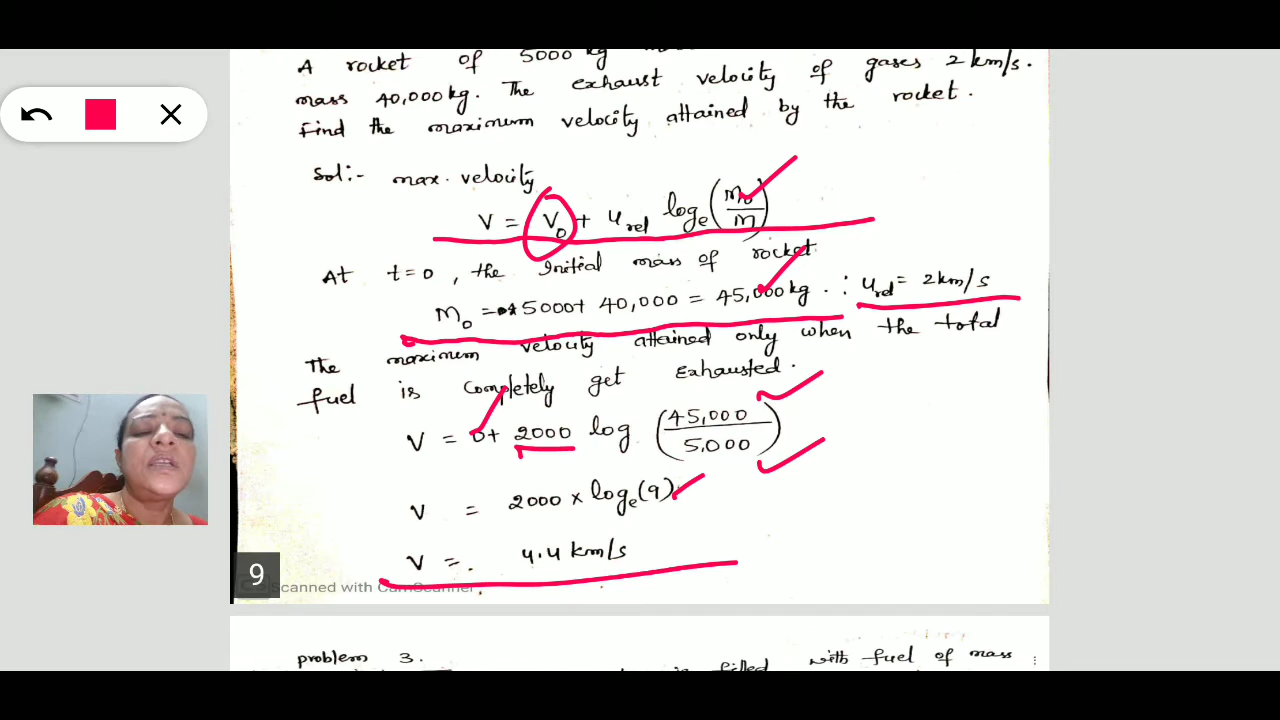 A rocket of 5000 kg
mass 40,000 kg. The exhaust velocity of gases 2 km/s.
Find the maximum velocity attained by the rocket.
Sol:- max. velocity
V = V₀ + u_rel logₑ(m₀/m)
At t=0, the Initial mass of rocket
M₀ = 5000+ 40,000 = 45,000 kg. : u_rel = 2km/s
The maximum velocity attained only when the total
fuel is completely get Exhausted.
V = 0+ 2000 log (45,000/5,000)
V = 2000 × logₑ(9)
V = 4.4 km/s
9
Scanned with CamScanner
problem 3.
is filled with fuel of mass